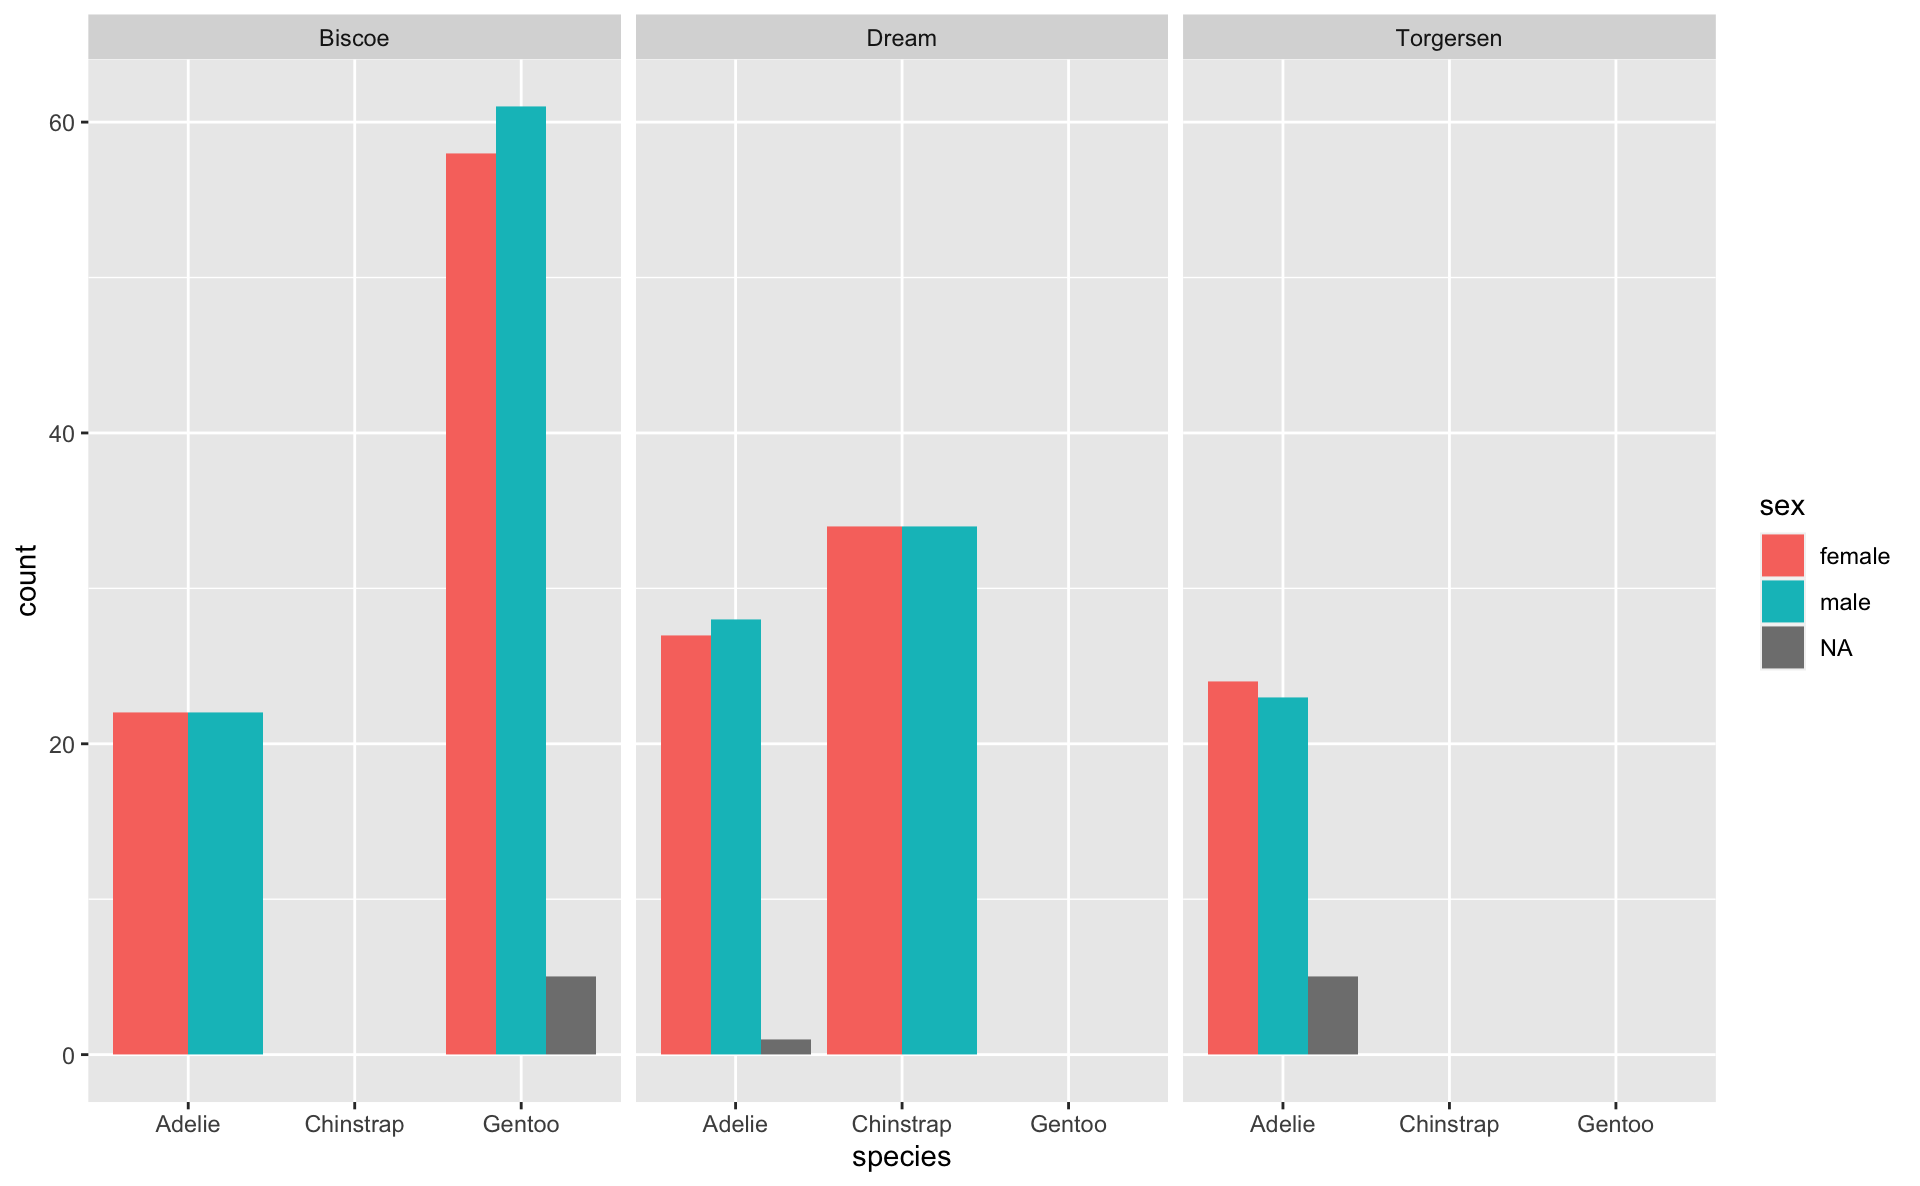 Biscoe
Dream
Torgersen
60
40
20
0
count
Adelie
Chinstrap
Gentoo
Adelie
Chinstrap
Gentoo
Adelie
Chinstrap
Gentoo
species
sex
female
male
NA